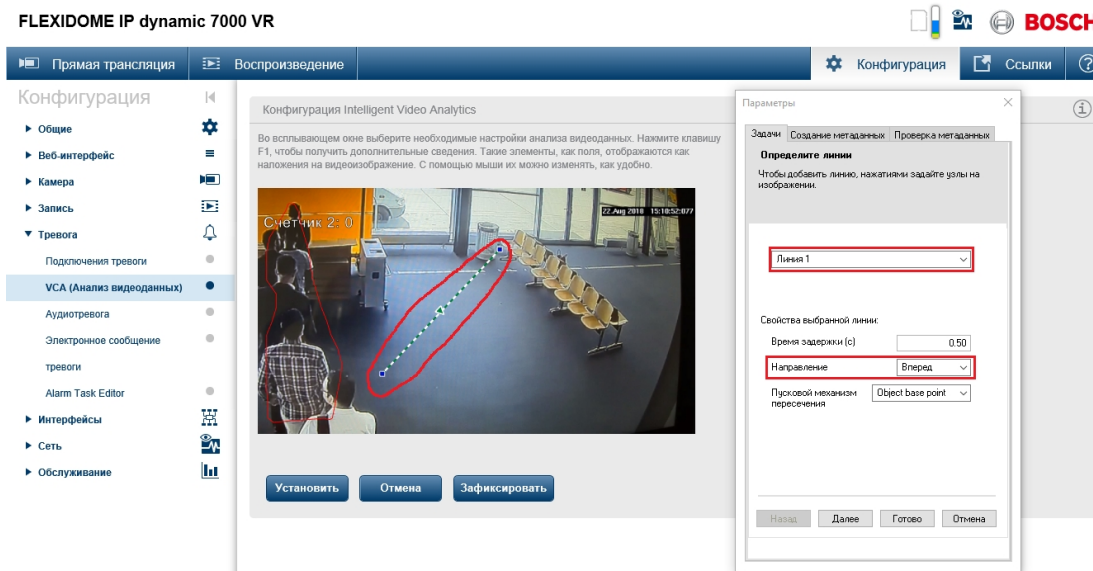 FLEXIDOME IP dynamic 7000 VR
BOSCH
Прямая трансляция
Воспроизведение
Конфигурация
Ссылки
Конфигурация
Общие
Веб-интерфейс
Камера
Запись
Тревога
Подключения тревоги
VCA (Анализ видеоданных)
Аудиотревога
Электронное сообщение
тревоги
Alarm Task Editor
Интерфейсы
Сеть
Обслуживание
Конфигурация Intelligent Video Analytics
Во всплывающем окне выберите необходимые настройки анализа видеоданных. Нажмите клавишу
F1, чтобы получить дополнительные сведения. Такие элементы, как поля, отображаются как
наложения на видеоизображение. С помощью мыши их можно изменять, как удобно.
Счетчик 2: 0
22.Aug 2018 15:10:52:077
Установить
Отмена
Зафиксировать
Параметры
Задачи
Создание метаданных
Проверка метаданных
Определите линии
Чтобы добавить линию, нажатиями задайте узлы на
изображении.
Линия 1
Свойства выбранной линии:
Время задержки (с)
0.50
Направление
Вперед
Пусковой механизм
пересечения
Object base point
Назад
Далее
Готово
Отмена